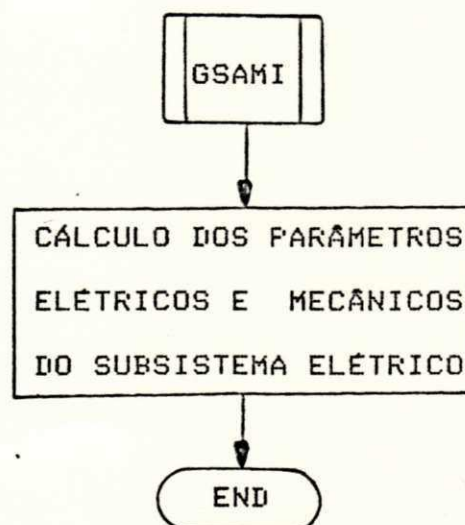 GSAMI
CÁLCULO DOS PARÂMETROS
ELÉTRICOS E MECÂNICOS
DO SUBSISTEMA ELÉTRICO
END